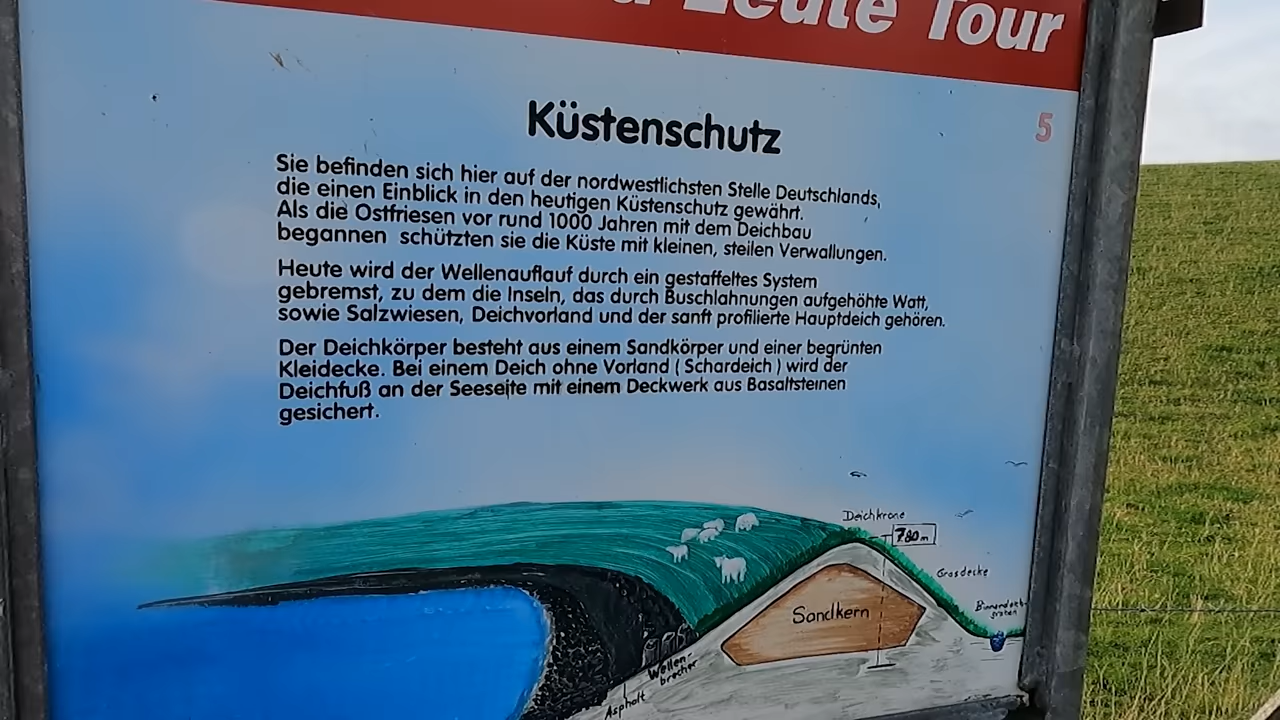 Leute Tour
5
Küstenschutz
Sie befinden sich hier auf der nordwestlichsten Stelle Deutschlands,
die einen Einblick in den heutigen Küstenschutz gewährt.
Als die Ostfriesen vor rund 1000 Jahren mit dem Deichbau
begannen schützten sie die Küste mit kleinen, steilen Verwallungen.
Heute wird der Wellenauflauf durch ein gestaffeltes System
gebremst, zu dem die Inseln, das durch Buschlahnungen aufgehöhte Watt,
sowie Salzwiesen, Deichvorland und der sanft profilierte Hauptdeich gehören.
Der Deichkörper besteht aus einem Sandkörper und einer begrünten
Kleidecke. Bei einem Deich ohne Vorland ( Schardeich ) wird der
Deichfuß an der Seeseite mit einem Deckwerk aus Basaltsteinen
gesichert.
Deichkrone
7.80 m
Grasdecke
Sandkern
Wellen-
brecher
Asphalt